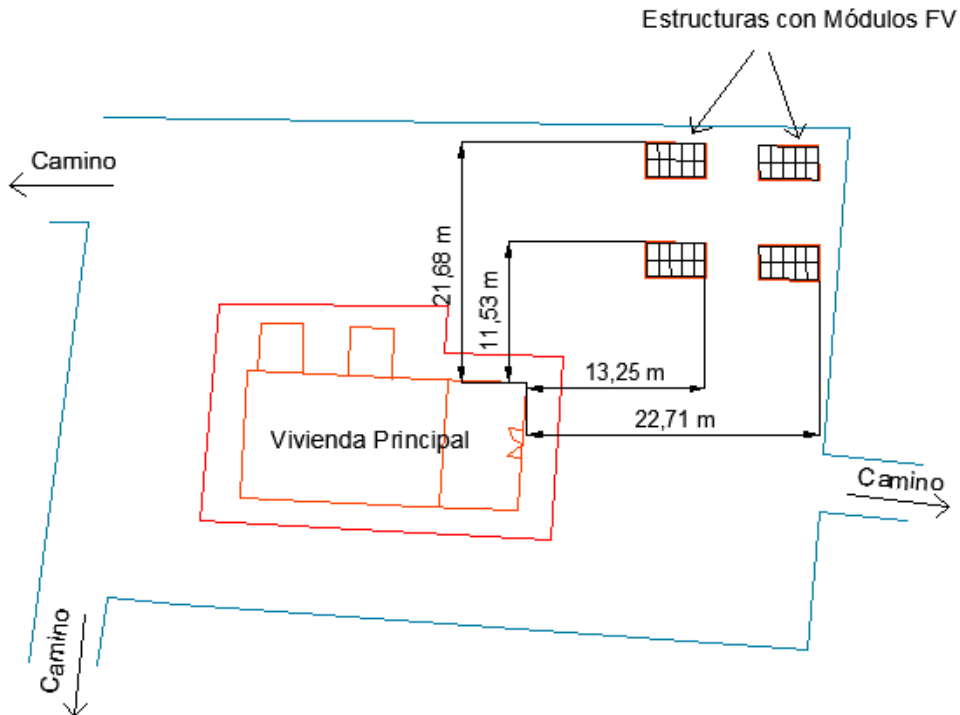 Estructuras con Módulos FV
Camino
21,68 m
11,53 m
13,25 m
22,71 m
Vivienda Principal
Camino
Camino